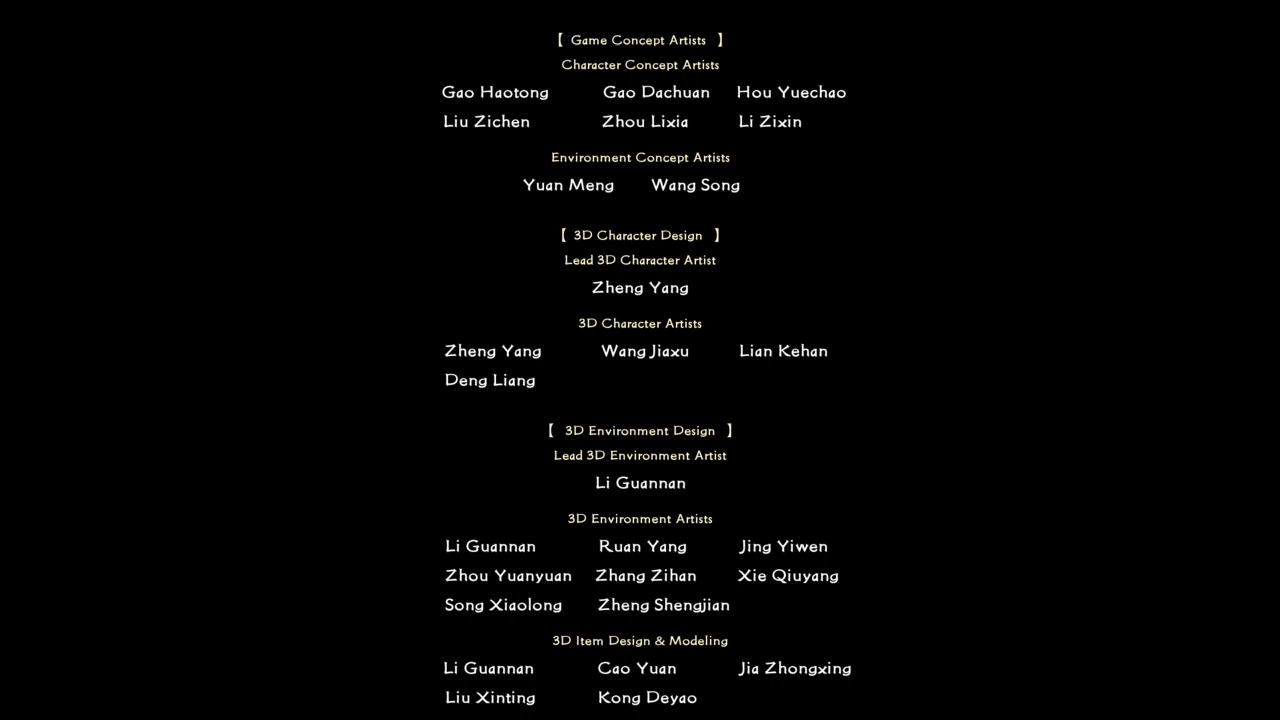 【 Game Concept Artists 】
Character Concept Artists
Gao Haotong Gao Dachuan Hou Yuechao
Liu Zichen Zhou Lixia Li Zixin
Environment Concept Artists
Yuan Meng Wang Song
【 3D Character Design 】
Lead 3D Character Artist
Zheng Yang
3D Character Artists
Zheng Yang Wang Jiaxu Lian Kehan
Deng Liang
【 3D Environment Design 】
Lead 3D Environment Artist
Li Guannan
3D Environment Artists
Li Guannan Ruan Yang Jing Yiwen
Zhou Yuanyuan Zhang Zihan Xie Qiuyang
Song Xiaolong Zheng Shengjian
3D Item Design & Modeling
Li Guannan Cao Yuan Jia Zhongxing
Liu Xinting Kong Deyao